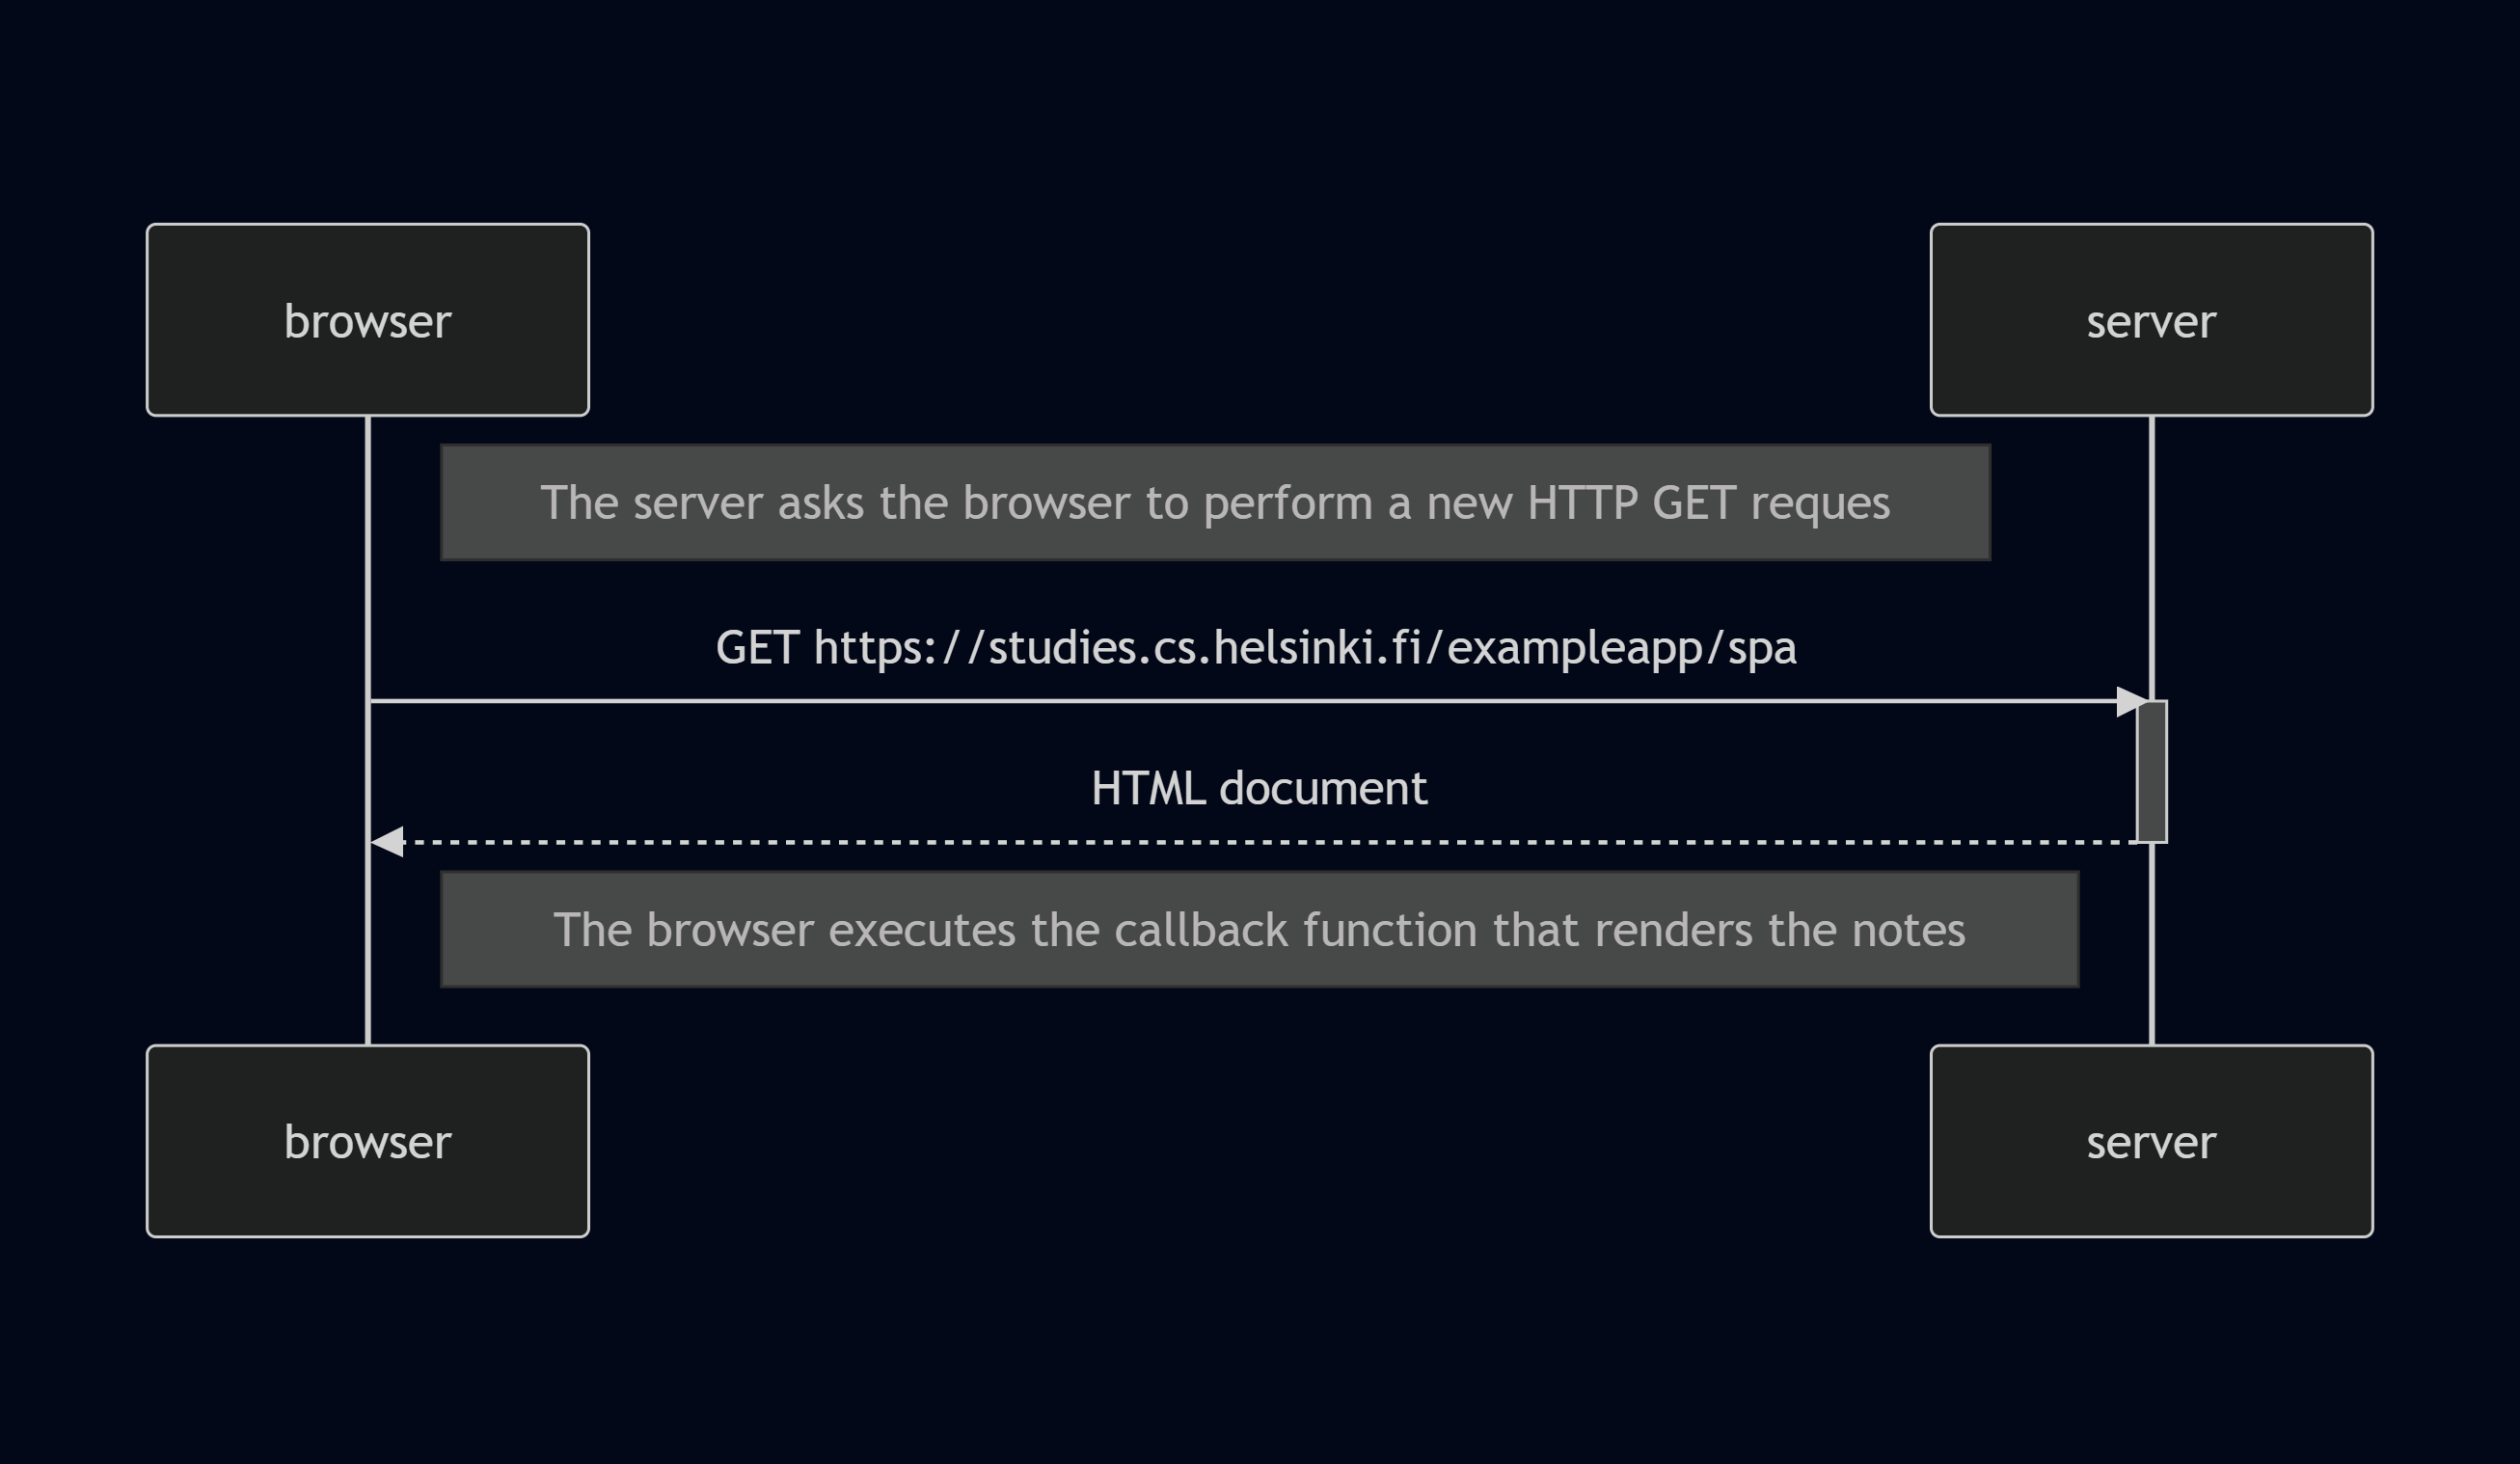 browser
server
The server asks the browser to perform a new HTTP GET reques
GET https://studies.cs.helsinki.fi/exampleapp/spa
HTML document
The browser executes the callback function that renders the notes
browser
server